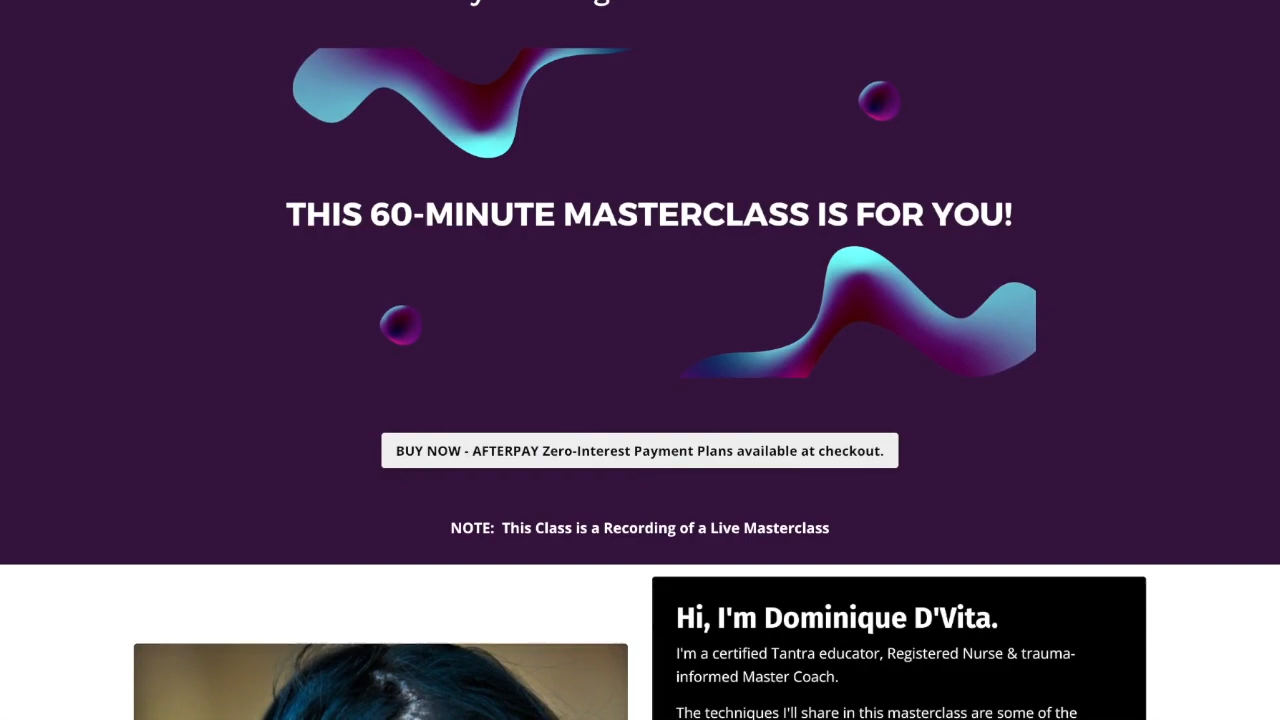 THIS 60-MINUTE MASTERCLASS IS FOR YOU!
BUY NOW - AFTERPAY Zero-Interest Payment Plans available at checkout.
NOTE: This Class is a Recording of a Live Masterclass
Hi, I'm Dominique D'Vita.
I'm a certified Tantra educator, Registered Nurse & trauma-
informed Master Coach.
The techniques I'll share in this masterclass are some of the